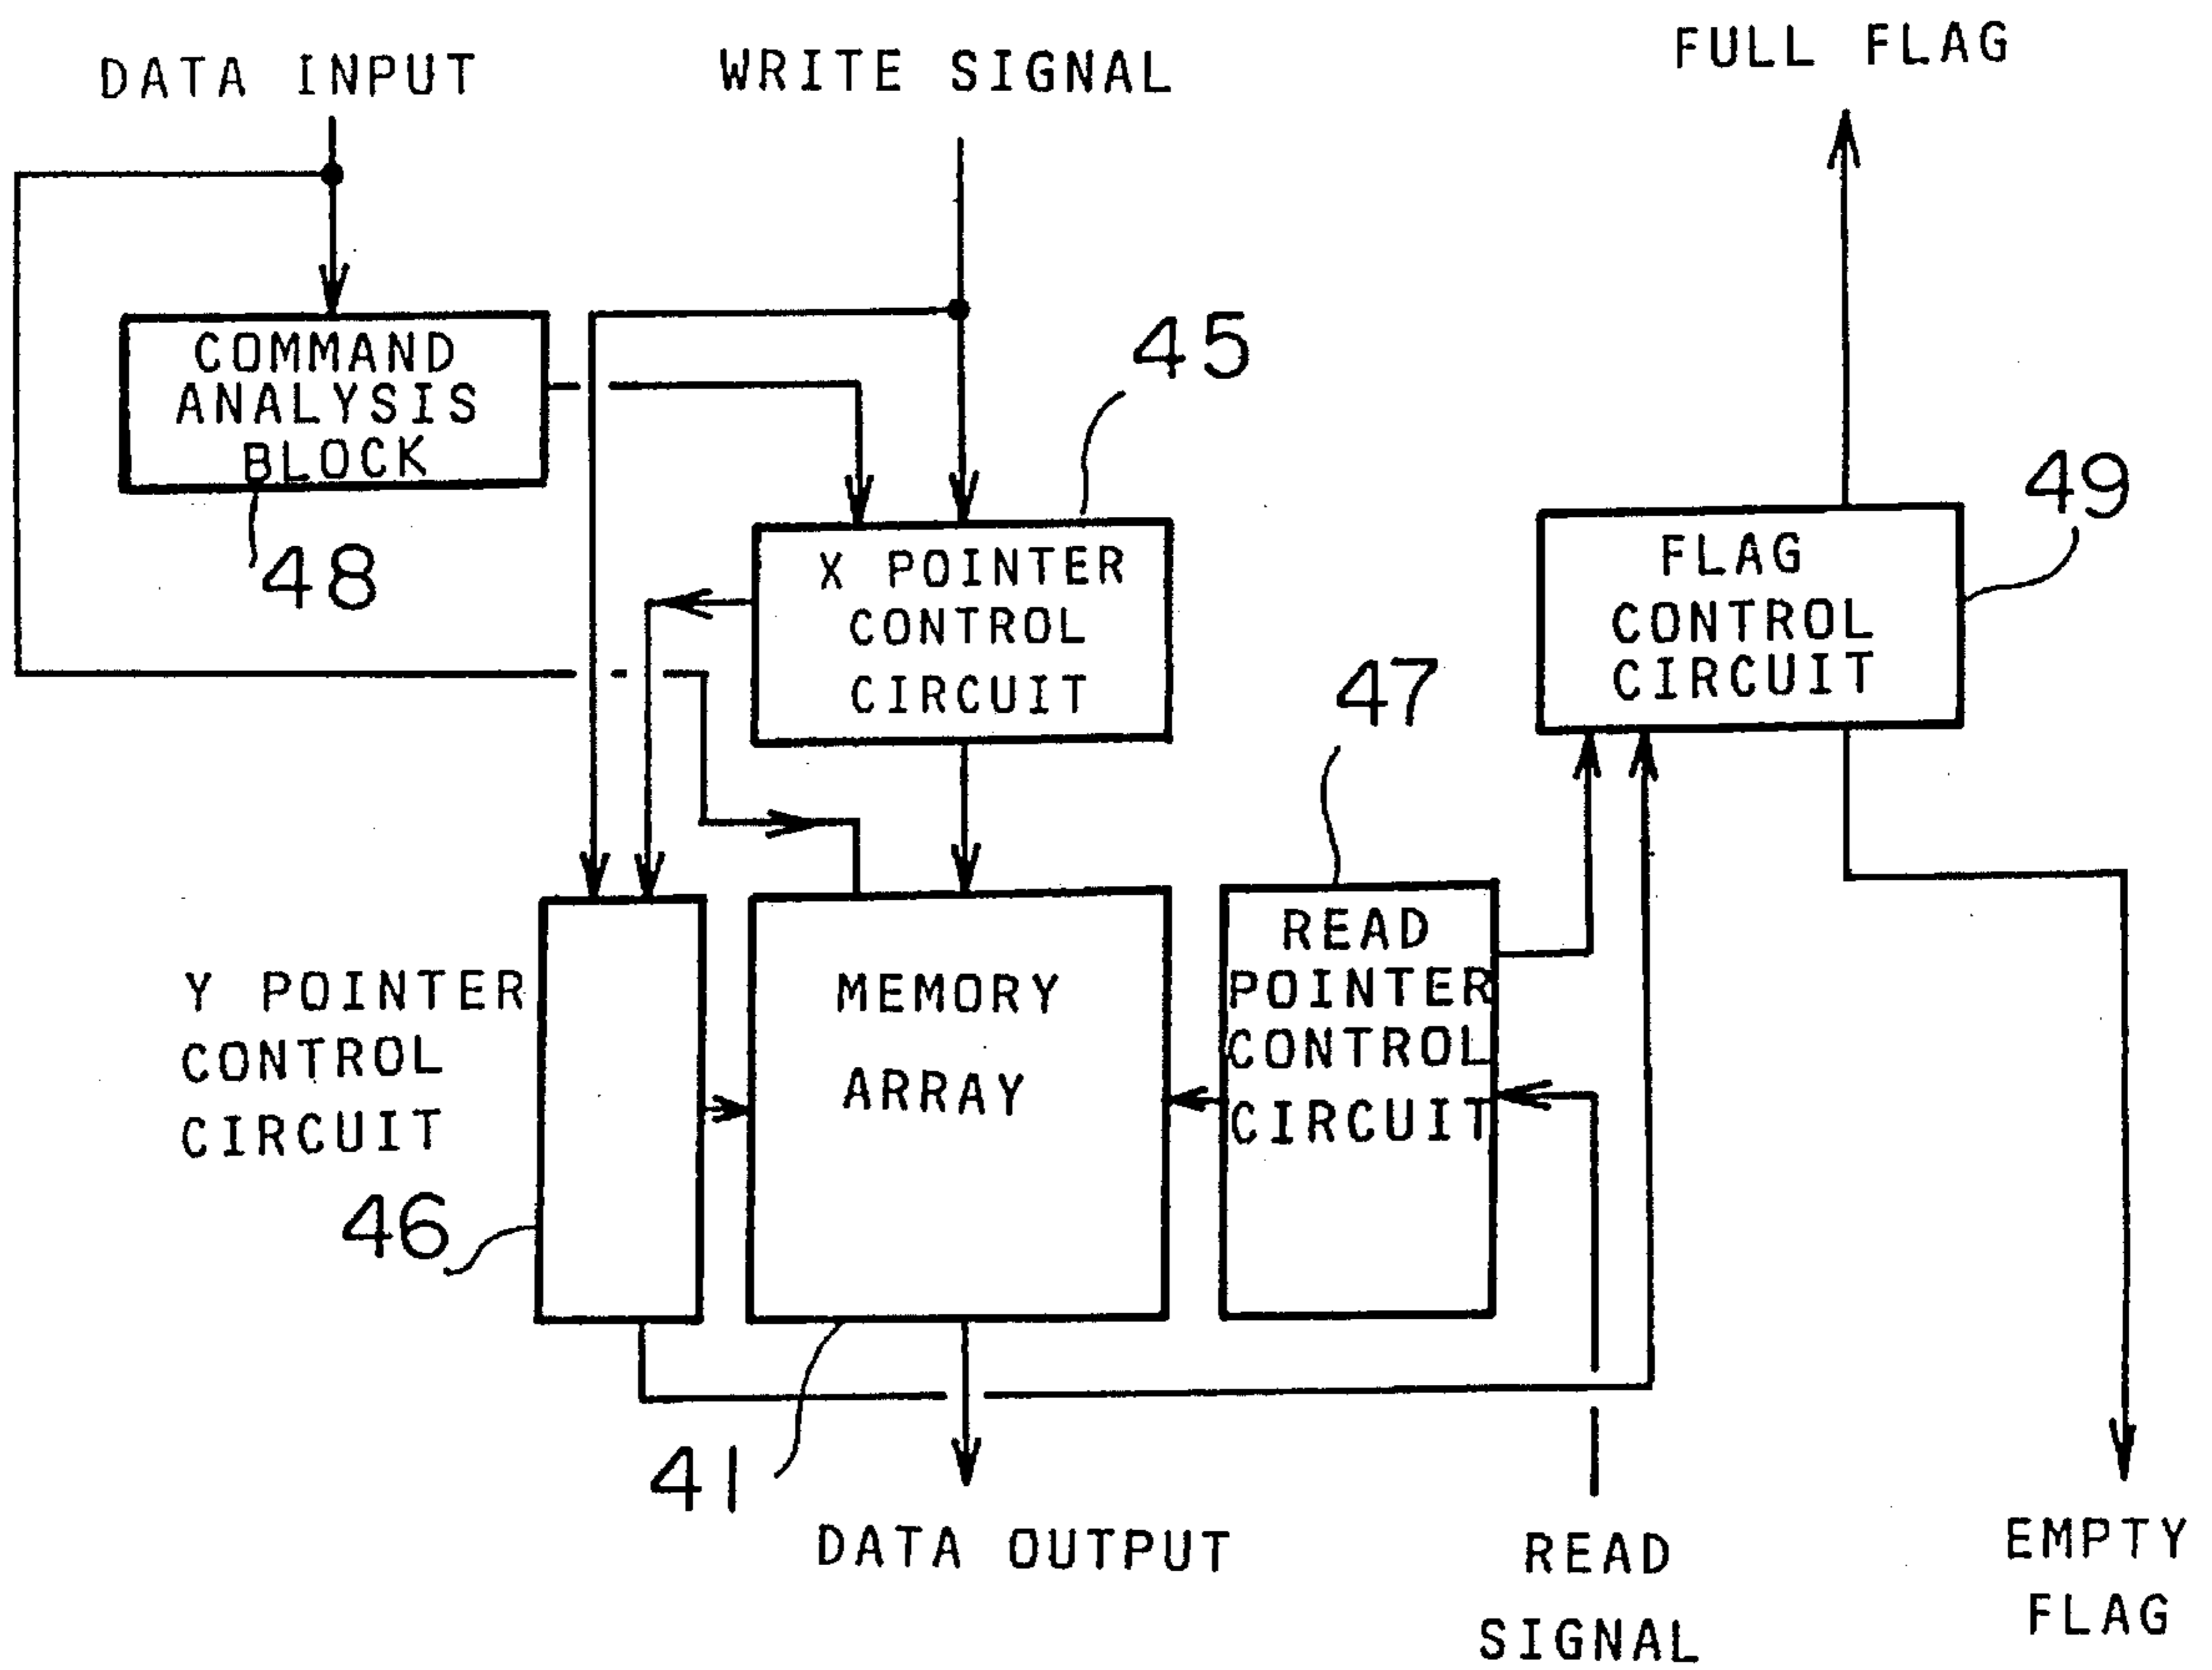 DATA INPUT
WRITE SIGNAL
FULL FLAG
COMMAND
ANALYSIS
BLOCK
48
45
X POINTER
CONTROL
CIRCUIT
49
FLAG
CONTROL
CIRCUIT
47
Y POINTER
CONTROL
CIRCUIT
46
MEMORY
ARRAY
41
READ
POINTER
CONTROL
CIRCUIT
DATA OUTPUT
READ
SIGNAL
EMPTY
FLAG